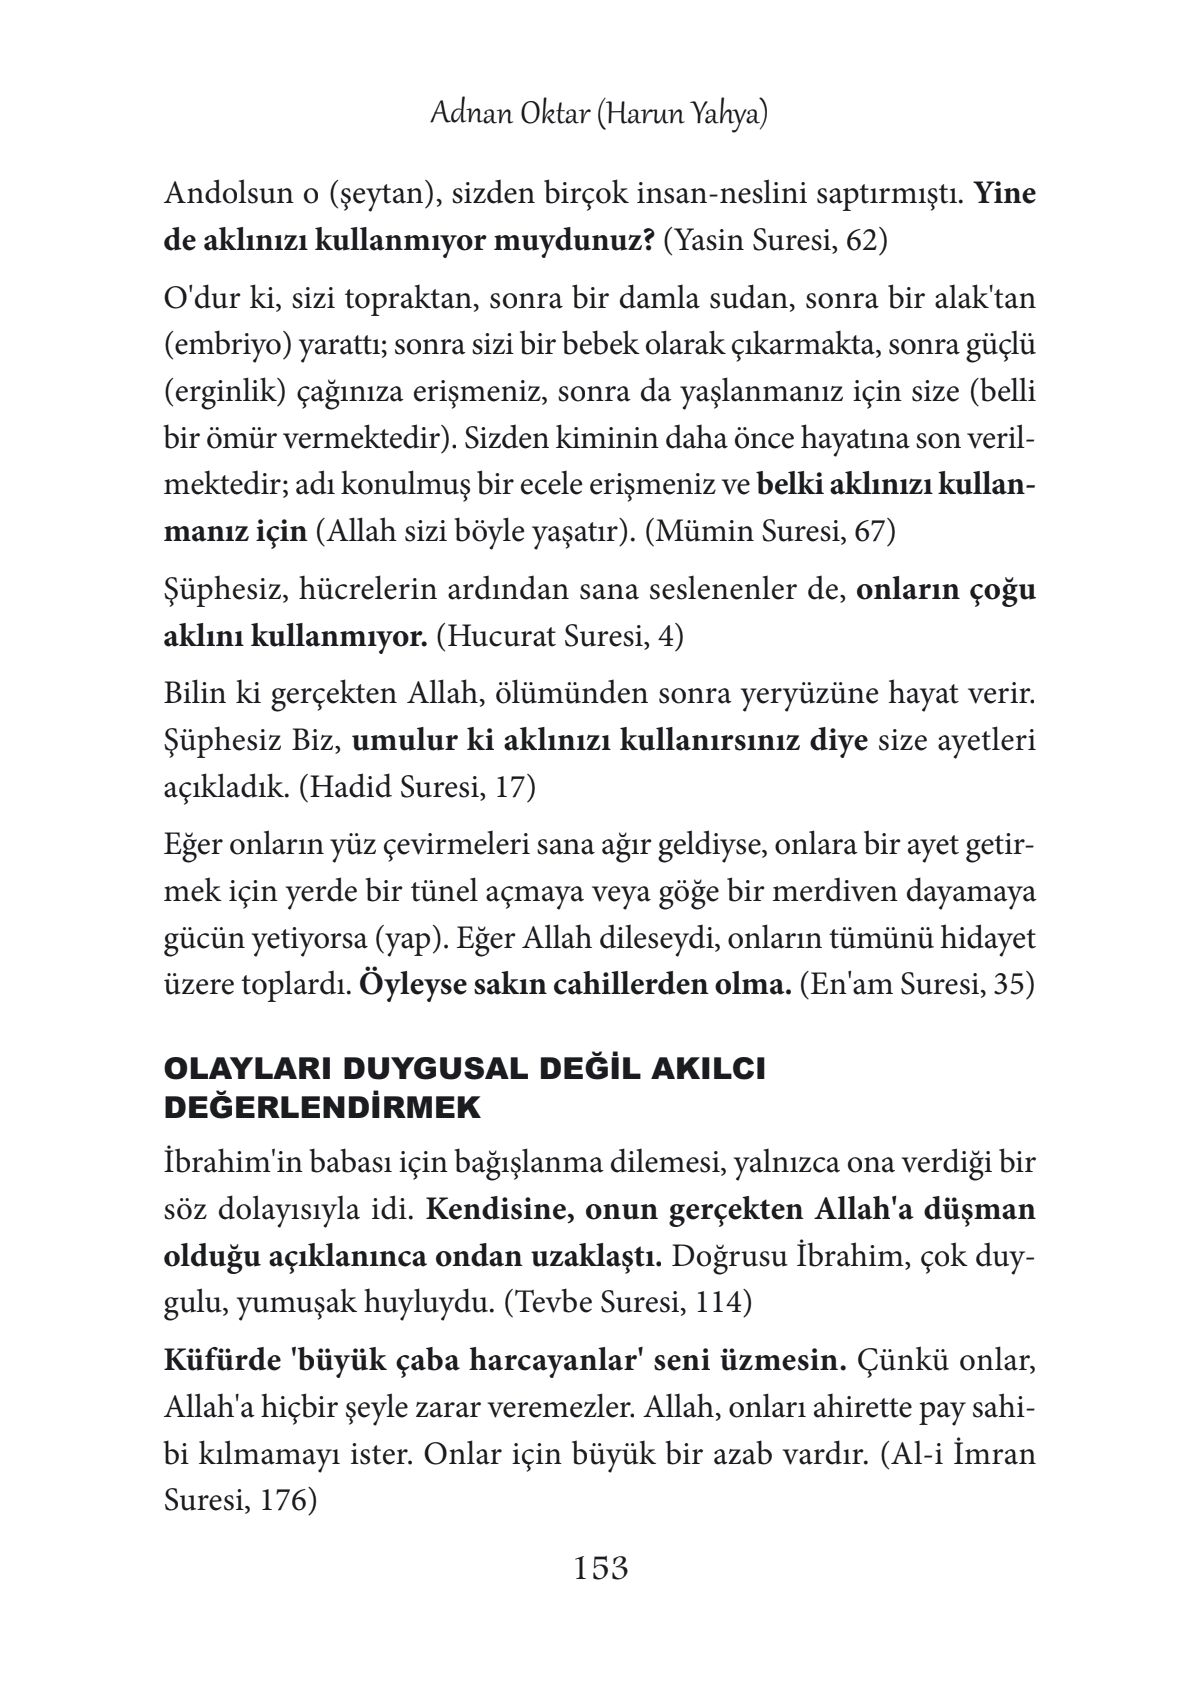 Adnan Oktar (Harun Yahya)
Andolsun o (şeytan), sizden birçok insan-neslini saptırmıştı. Yine
de aklınızı kullanmıyor muydunuz? (Yasin Suresi, 62)
O'dur ki, sizi topraktan, sonra bir damla sudan, sonra bir alak'tan
(embriyo) yarattı; sonra sizi bir bebek olarak çıkarmakta, sonra güçlü
(erginlik) çağınıza erişmeniz, sonra da yaşlanmanız için size (belli
bir ömür vermektedir). Sizden kiminin daha önce hayatına son veril-
mektedir; adı konulmuş bir ecele erişmeniz ve belki aklınızı kullan-
manız için (Allah sizi böyle yaşatır). (Mümin Suresi, 67)
Şüphesiz, hücrelerin ardından sana seslenenler de, onların çoğu
aklını kullanmıyor. (Hucurat Suresi, 4)
Bilin ki gerçekten Allah, ölümünden sonra yeryüzüne hayat verir.
Şüphesiz Biz, umulur ki aklınızı kullanırsınız diye size ayetleri
açıkladık. (Hadid Suresi, 17)
Eğer onların yüz çevirmeleri sana ağır geldiyse, onlara bir ayet getir-
mek için yerde bir tünel açmaya veya göğe bir merdiven dayamaya
gücün yetiyorsa (yap). Eğer Allah dileseydi, onların tümünü hidayet
üzere toplardı. Öyleyse sakın cahillerden olma. (En'am Suresi, 35)
OLAYLARI DUYGUSAL DEĞİL AKILCI
DEĞERLENDİRMEK
İbrahim'in babası için bağışlanma dilemesi, yalnızca ona verdiği bir
söz dolayısıyla idi. Kendisine, onun gerçekten Allah'a düşman
olduğu açıklanınca ondan uzaklaştı. Doğrusu İbrahim, çok duy-
gulu, yumuşak huyluydu. (Tevbe Suresi, 114)
Küfürde 'büyük çaba harcayanlar' seni üzmesin. Çünkü onlar,
Allah'a hiçbir şeyle zarar veremezler. Allah, onları ahirette pay sahi-
bi kılmamayı ister. Onlar için büyük bir azab vardır. (Al-i İmran
Suresi, 176)
153